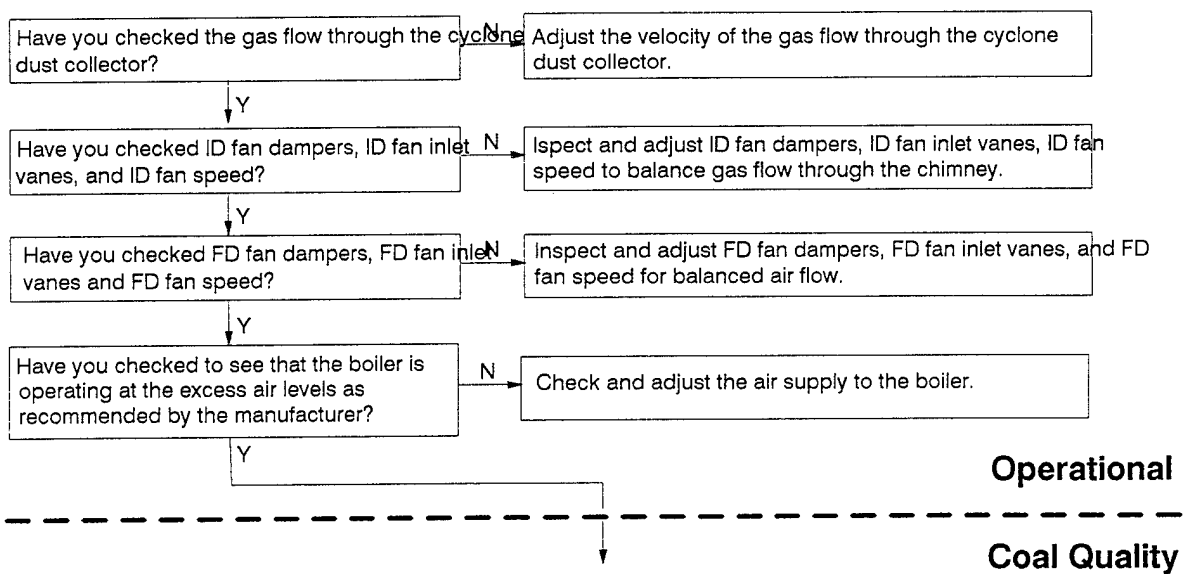 Have you checked the gas flow through the cyclone
dust collector?
N
Adjust the velocity of the gas flow through the cyclone
dust collector.
Y
Have you checked ID fan dampers, ID fan inlet
vanes, and ID fan speed?
N
Ispect and adjust ID fan dampers, ID fan inlet vanes, ID fan
speed to balance gas flow through the chimney.
Y
Have you checked FD fan dampers, FD fan inlet
vanes and FD fan speed?
N
Inspect and adjust FD fan dampers, FD fan inlet vanes, and FD
fan speed for balanced air flow.
Y
Have you checked to see that the boiler is
operating at the excess air levels as
recommended by the manufacturer?
N
Check and adjust the air supply to the boiler.
Y
Operational
Coal Quality